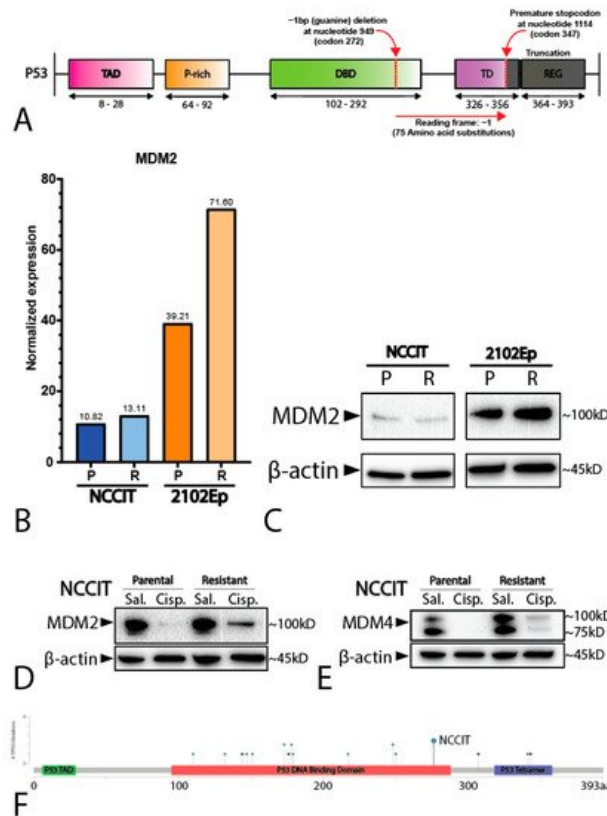 −1bp (guanine) deletion
at nucleotide 949
(codon 272)
Premature stopcodon
at nucleotide 1114
(codon 347)
Truncation
P53
TAD
P-rich
DBD
TD
REG
8 - 28
64 - 92
102 - 292
326 - 356
364 - 393
Reading frame: −1
(75 Amino acid substitutions)
A
MDM2
Normalized expression
80
60
40
20
0
10.82
13.11
39.21
71.60
P
R
P
R
NCCIT
2102Ep
B
NCCIT
2102Ep
P
R
P
R
MDM2
~100kD
β-actin
~45kD
C
NCCIT
Parental
Resistant
Sal.
Cisp.
Sal.
Cisp.
MDM2
~100kD
β-actin
~45kD
D
NCCIT
Parental
Resistant
Sal.
Cisp.
Sal.
Cisp.
MDM4
~100kD
~75kD
β-actin
~45kD
E
NCCIT
P53 TAD
P53 DNA Binding Domain
P53 Tetramer
0
100
200
300
393aa
F